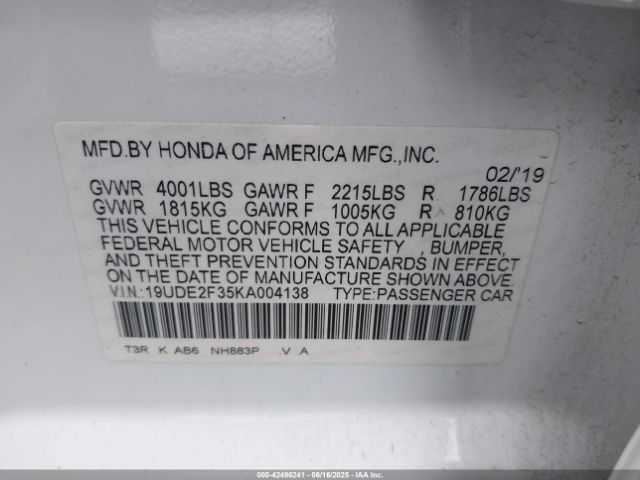 MFD.BY HONDA OF AMERICA MFG.,INC.
02/'19
GVWR 4001LBS GAWR F 2215LBS R 1786LBS
GVWR 1815KG GAWR F 1005KG R 810KG
THIS VEHICLE CONFORMS TO ALL APPLICABLE
FEDERAL MOTOR VEHICLE SAFETY , BUMPER,
AND THEFT PREVENTION STANDARDS IN EFFECT
ON THE DATE OF MANUFACTURE SHOWN ABOVE.
V.I.N.:19UDE2F35KA004138 TYPE:PASSENGER CAR
T3R K AB6 NH883P .V .A
000-42496241 - 06/16/2025 - IAA Inc.